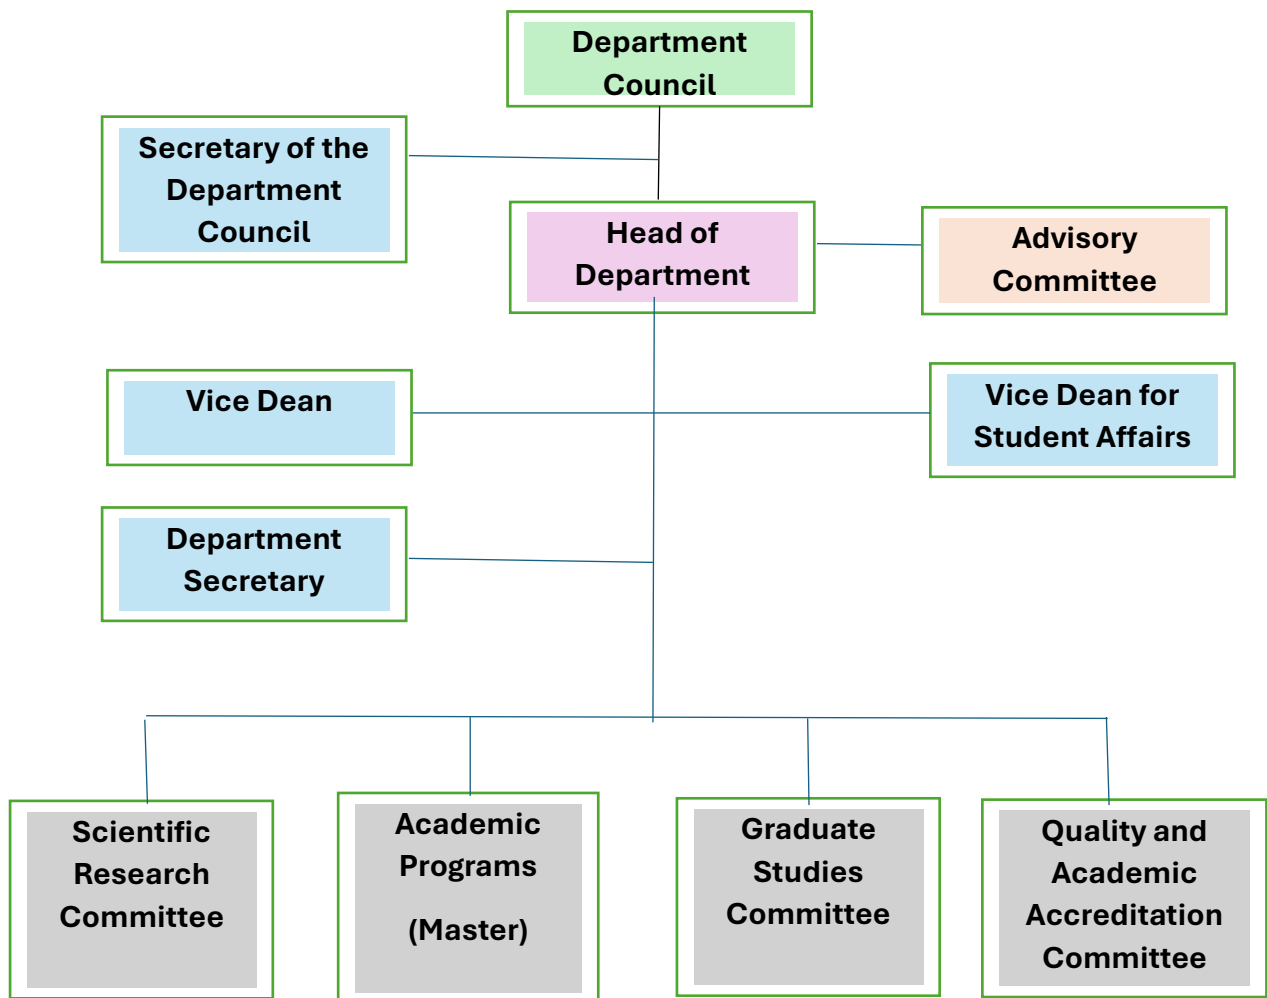 Department
Council
Secretary of the
Department
Council
Head of
Department
Advisory
Committee
Vice Dean
Vice Dean for
Student Affairs
Department
Secretary
Scientific
Research
Committee
Academic
Programs
(Master)
Graduate
Studies
Committee
Quality and
Academic
Accreditation
Committee